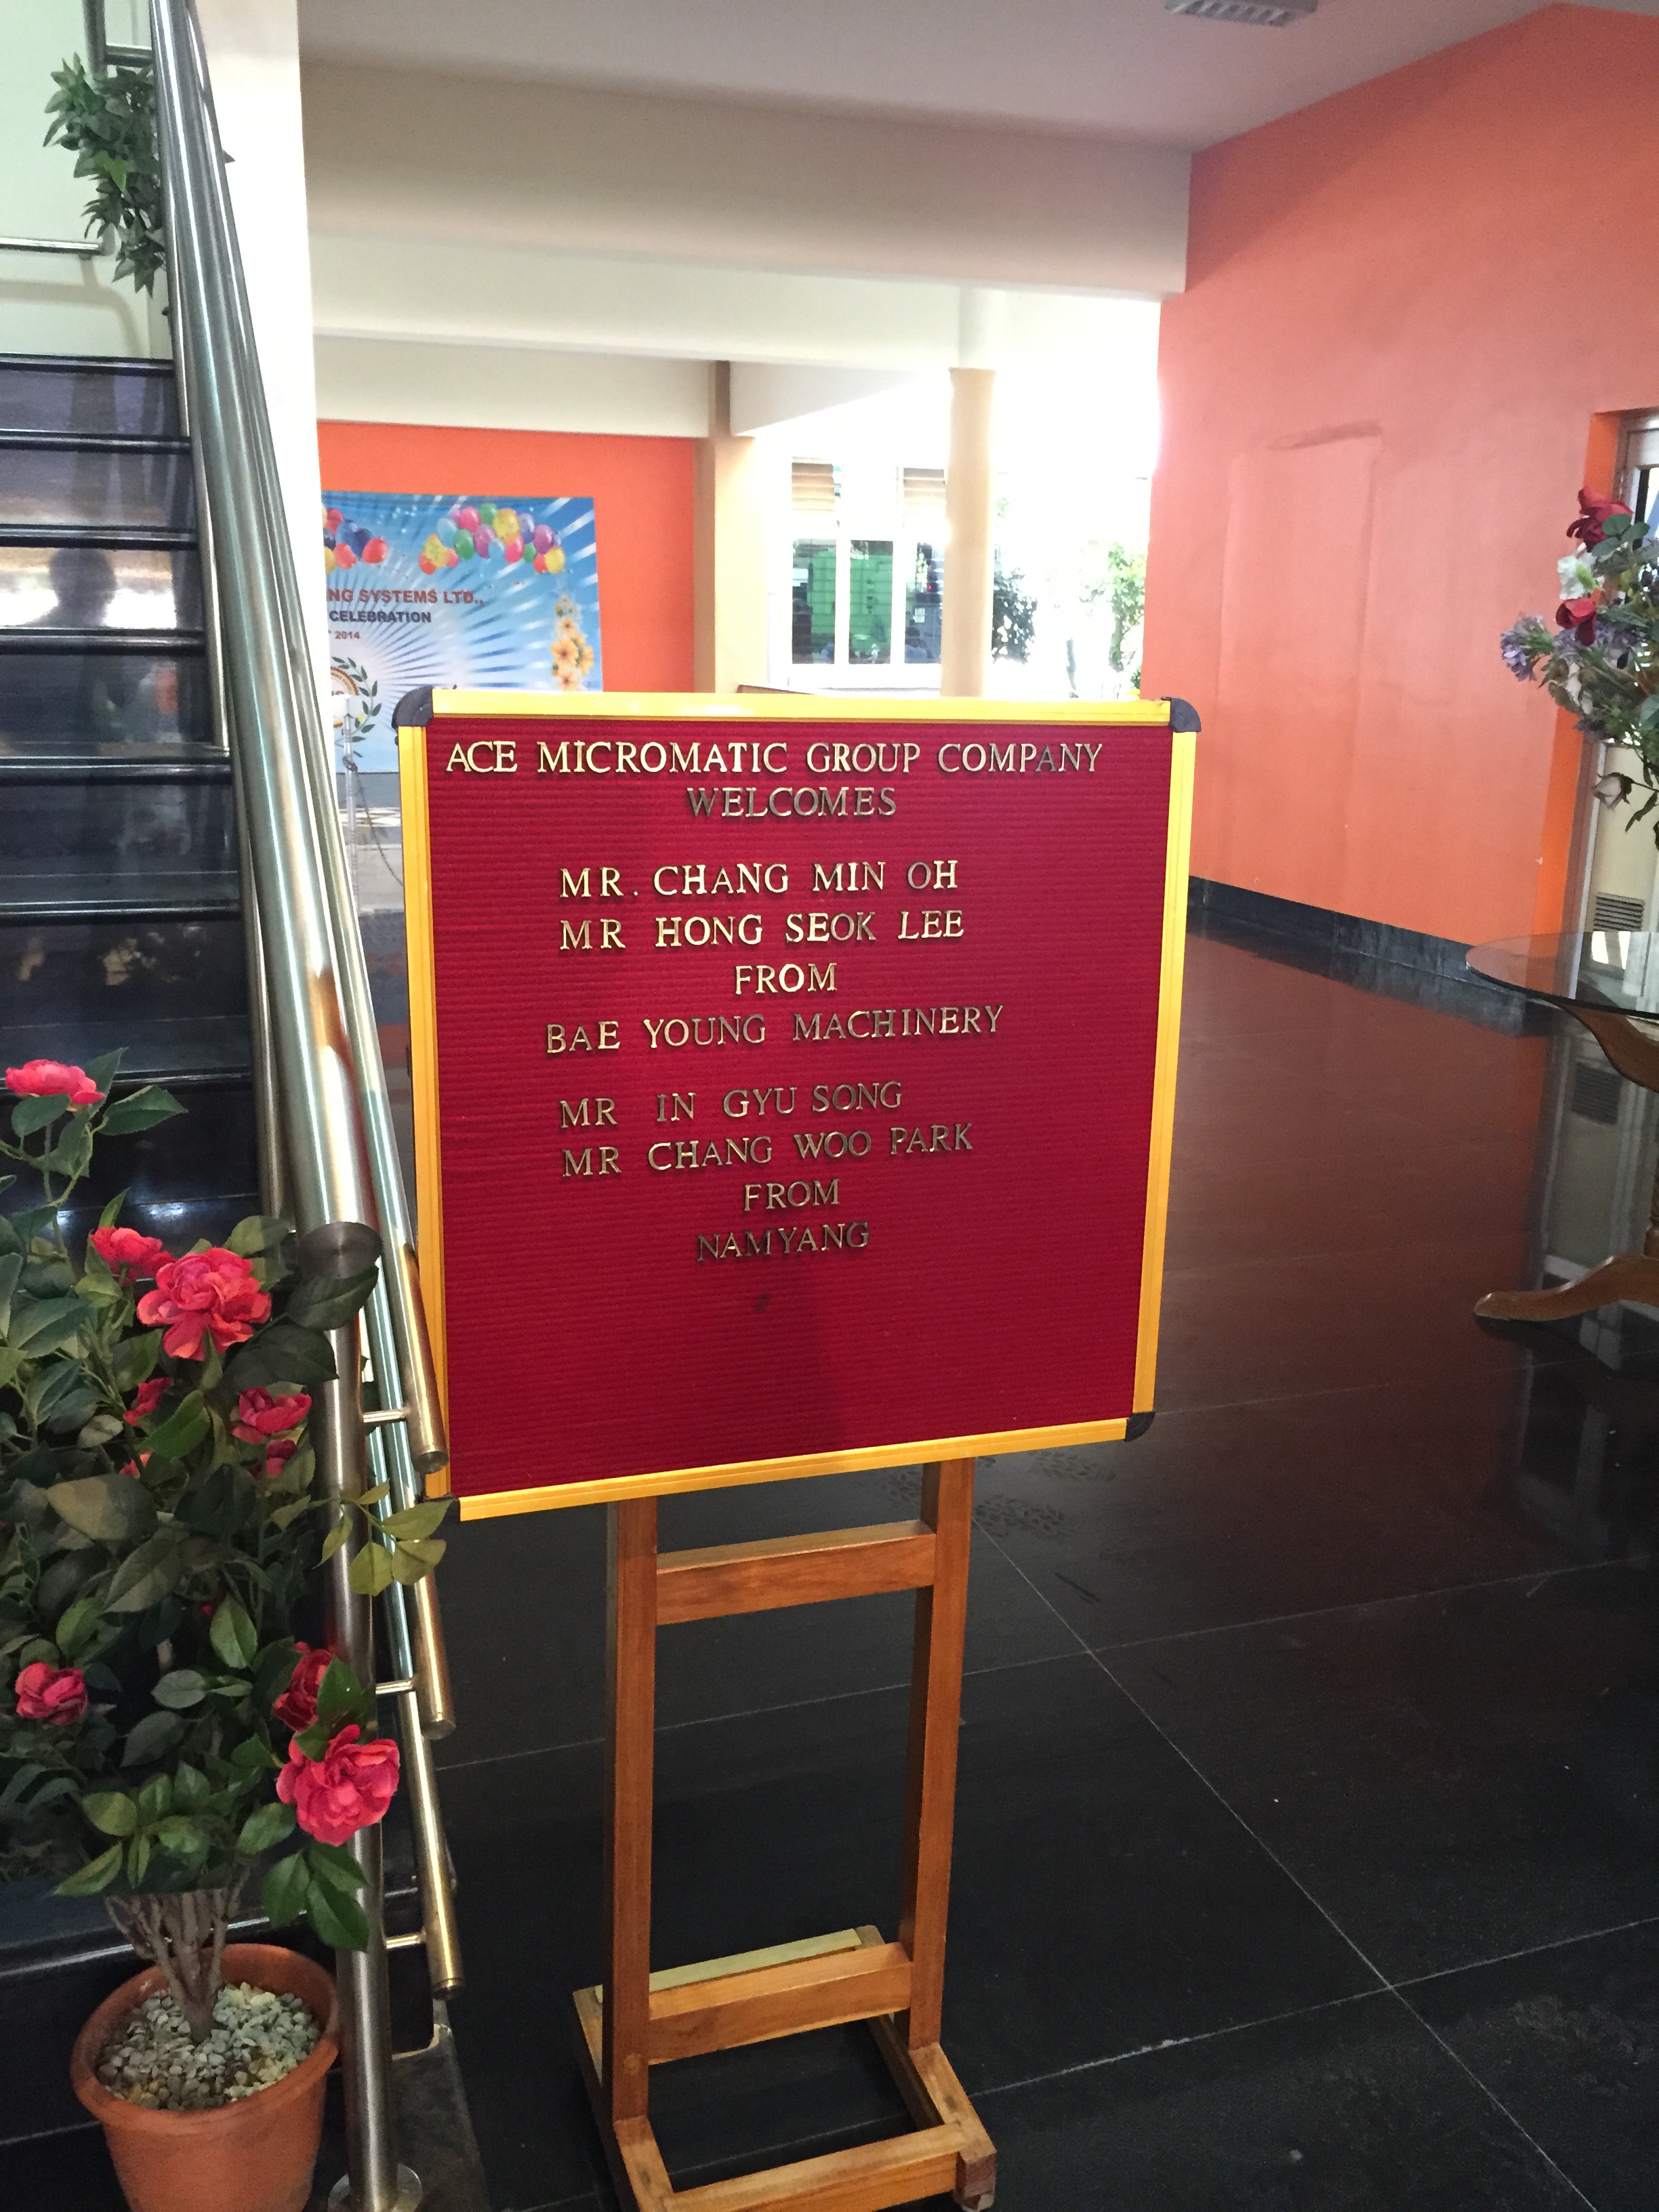 NG SYSTEMS LTD.,
CELEBRATION
2014
ACE MICROMATIC GROUP COMPANY
WELCOMES
MR. CHANG MIN OH
MR HONG SEOK LEE
FROM
BAE YOUNG MACHINERY
MR IN GYU SONG
MR CHANG WOO PARK
FROM
NAMYANG